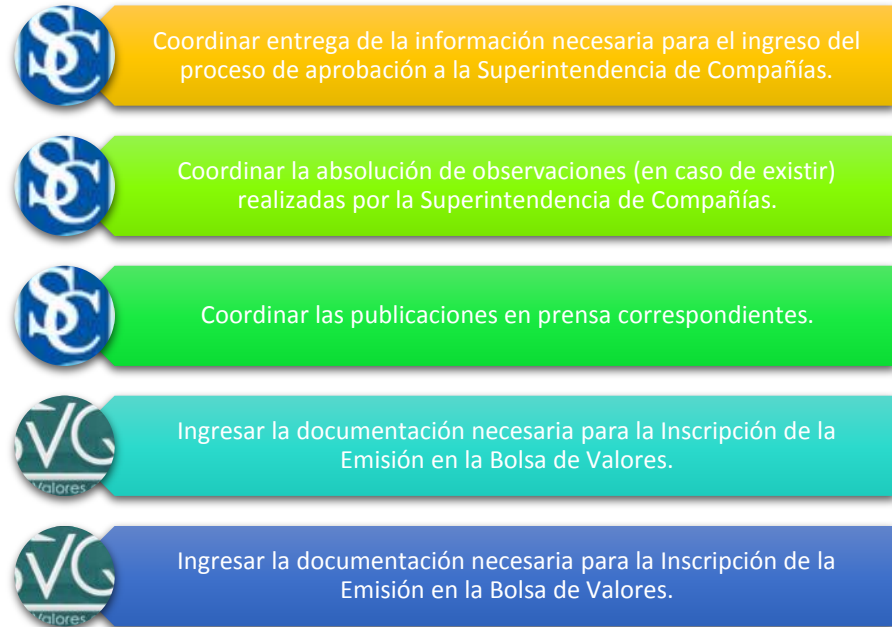 SC
Coordinar entrega de la información necesaria para el ingreso del
proceso de aprobación a la Superintendencia de Compañías.
SC
Coordinar la absolución de observaciones (en caso de existir)
realizadas por la Superintendencia de Compañías.
SC
Coordinar las publicaciones en prensa correspondientes.
VG
Valores
Ingresar la documentación necesaria para la Inscripción de la
Emisión en la Bolsa de Valores.
VG
Valores
Ingresar la documentación necesaria para la Inscripción de la
Emisión en la Bolsa de Valores.